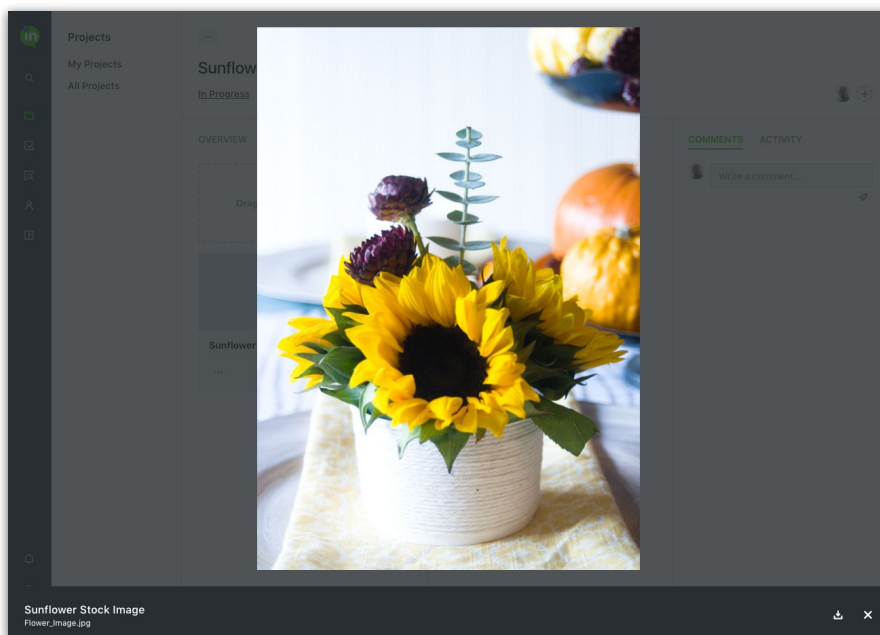 in
Projects
My Projects
All Projects
...
Sunflow
In Progress
OVERVIEW
Drag
Sunflower
...
COMMENTS ACTIVITY
Write a comment...
Sunflower Stock Image
Flower_Image.jpg